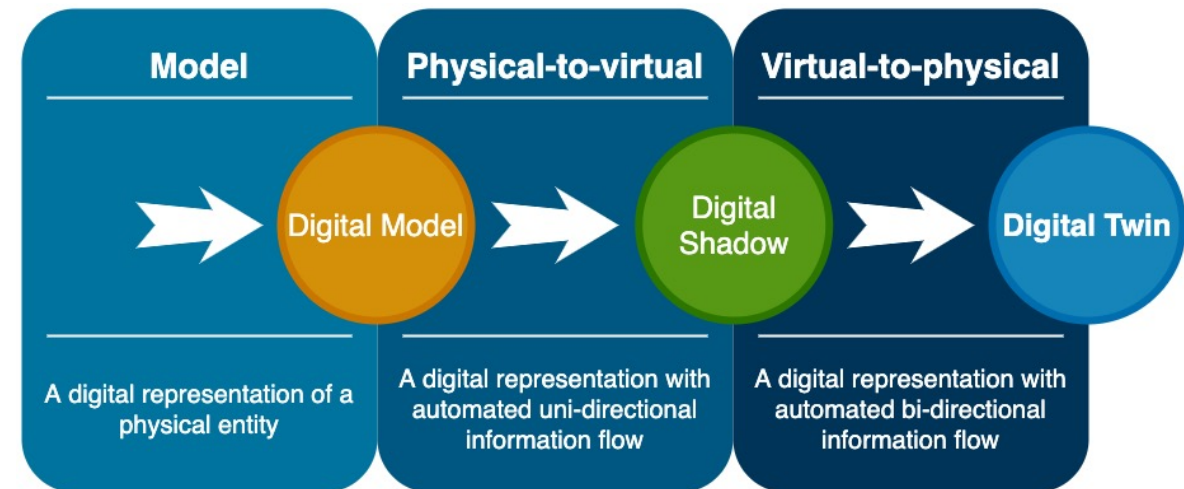 Model
Physical-to-virtual
Virtual-to-physical
Digital Model
Digital
Shadow
Digital Twin
A digital representation of a
physical entity
A digital representation with
automated uni-directional
information flow
A digital representation with
automated bi-directional
information flow